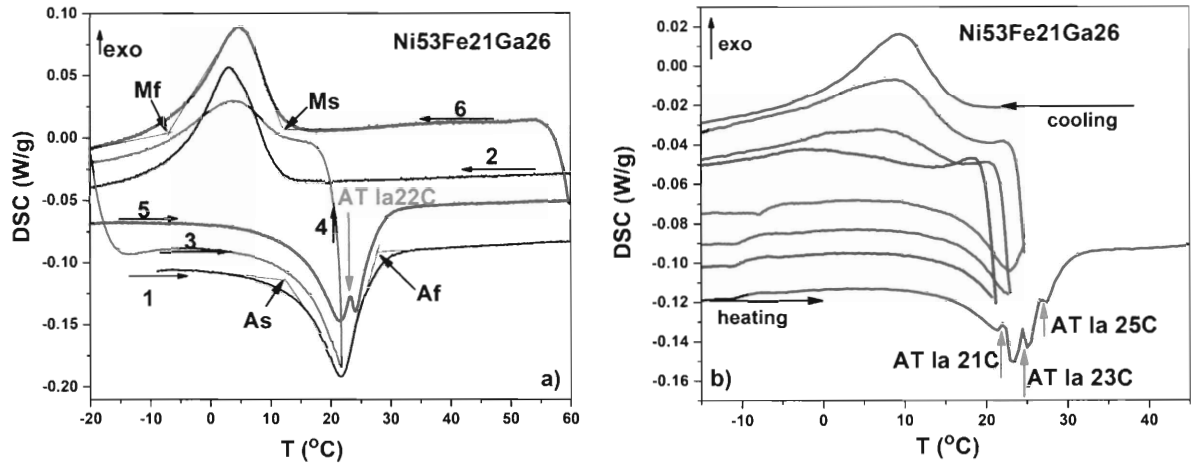 exo
Ni53Fe21Ga26
Mf
Ms
6
2
AT la22C
5
4
3
1
As
Af
a)
DSC (W/g)
0.10
0.05
0.00
-0.05
-0.10
-0.15
-0.20
-20 -10 0 10 20 30 40 50 60
T (°C)
exo
Ni53Fe21Ga26
cooling
heating
AT la 25C
AT la 21C
AT la 23C
b)
DSC (W/g)
0.02
0.00
-0.02
-0.04
-0.06
-0.08
-0.10
-0.12
-0.14
-0.16
-10 0 10 20 30 40
T (°C)